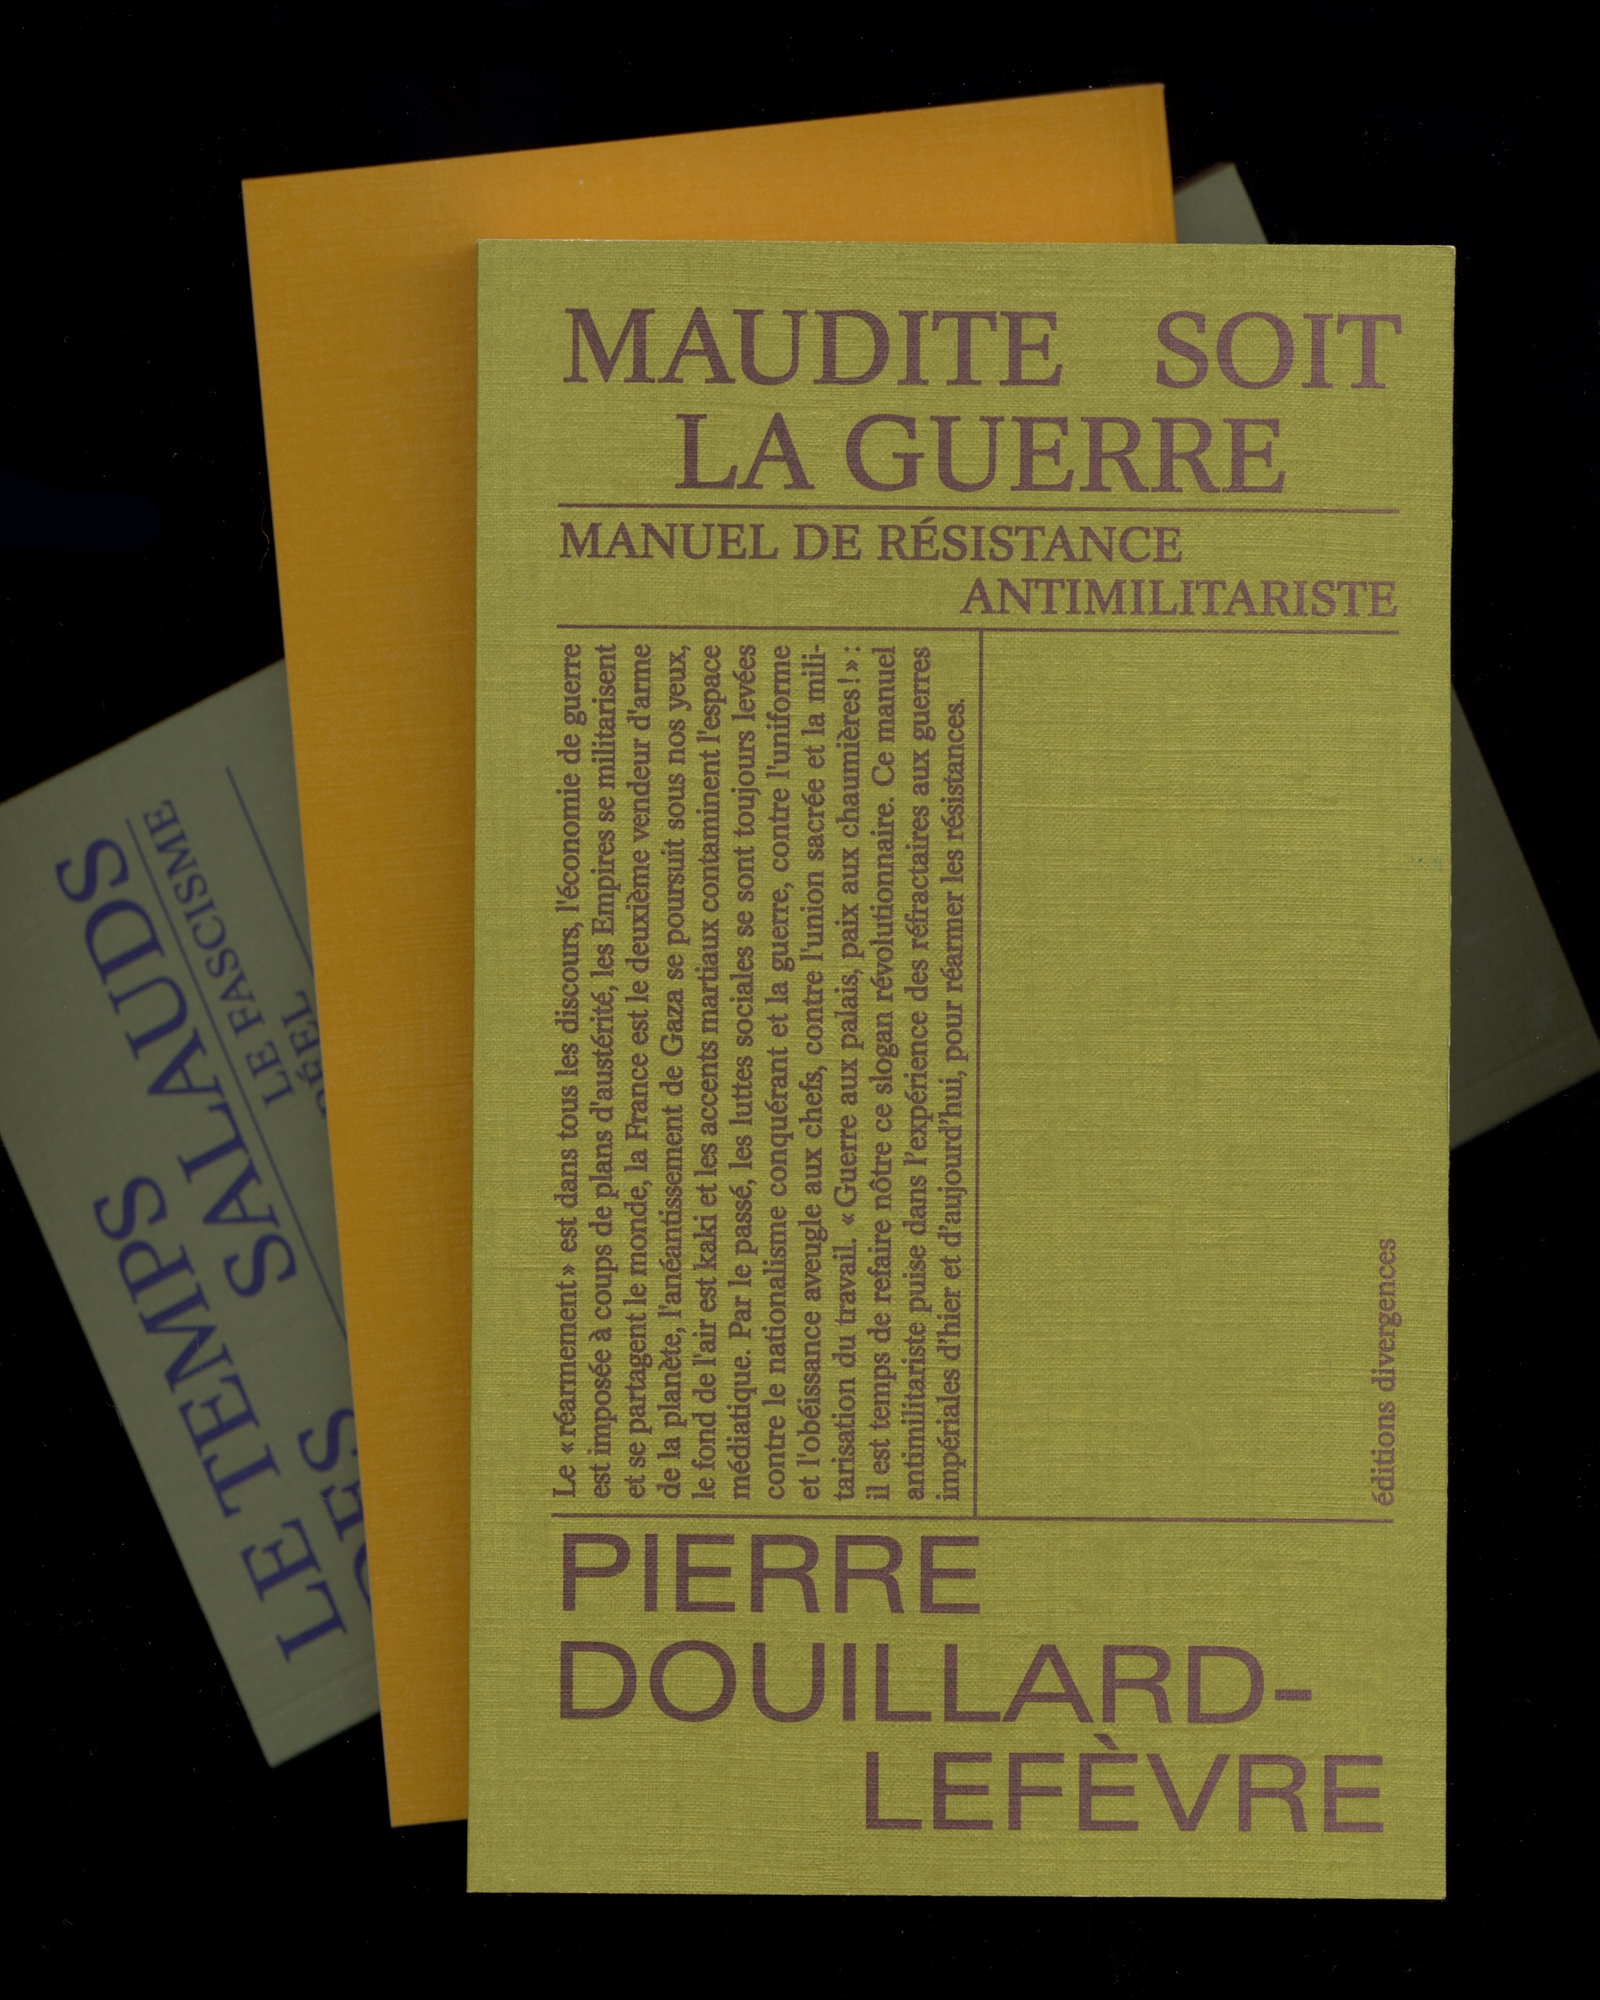 MAUDITE SOIT
LA GUERRE
MANUEL DE RÉSISTANCE
ANTIMILITARISTE
Le «réarmement» est dans tous les discours, l'économie de guerre
est imposée à coups de plans d'austérité, les Empires se militarisent
et se partagent le monde, la France est le deuxième vendeur d'arme
de la planète, l'anéantissement de Gaza se poursuit sous nos yeux,
le fond de l'air est kaki et les accents martiaux contaminent l'espace
médiatique. Par le passé, les luttes sociales se sont toujours levées
contre le nationalisme conquérant et la guerre, contre l'uniforme
et l'obéissance aveugle aux chefs, contre l'union sacrée et la mili-
tarisation du travail. «Guerre aux palais, paix aux chaumières!»:
il est temps de refaire nôtre ce slogan révolutionnaire. Ce manuel
antimilitariste puise dans l'expérience des réfractaires aux guerres
impériales d'hier et d'aujourd'hui, pour réarmer les résistances.
éditions divergences
PIERRE
DOUILLARD-
LEFÈVRE
LE TEMPS
DES SALAUDS
LE FASCISME
RÉEL